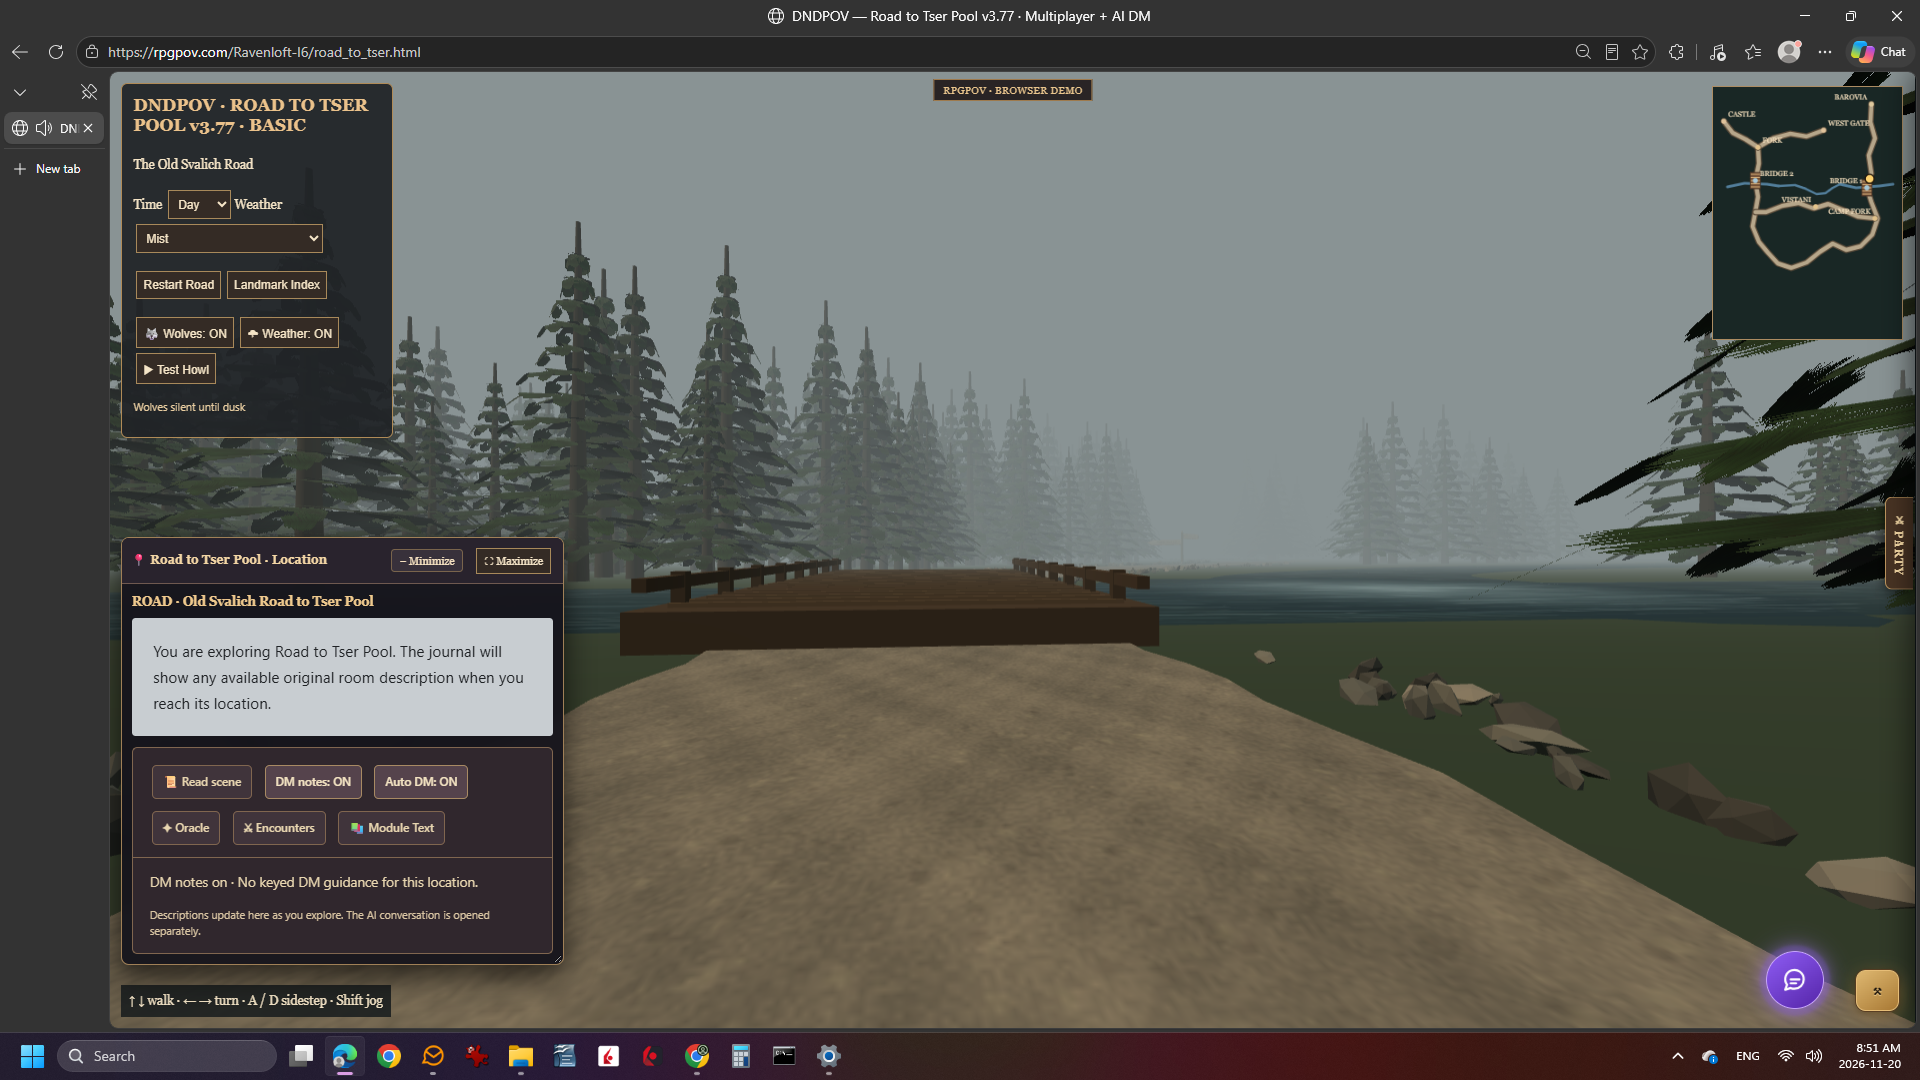 DNDPOV — Road to Tser Pool v3.77 · Multiplayer + AI DM
https://rpgpov.com/Ravenloft-I6/road_to_tser.html
Chat
DN
New tab
DNDPOV · ROAD TO TSER
POOL v3.77 · BASIC
The Old Svalich Road
Time Day Weather
Mist
Restart Road Landmark Index
Wolves: ON Weather: ON
Test Howl
Wolves silent until dusk
RPGPOV · BROWSER DEMO
BAROVIA
CASTLE
WEST GATE
FORK
BRIDGE 2
BRIDGE
VISTANI
CAMP FORK
PARTY
Road to Tser Pool · Location
– Minimize Maximize
ROAD · Old Svalich Road to Tser Pool
You are exploring Road to Tser Pool. The journal will
show any available original room description when you
reach its location.
Read scene DM notes: ON Auto DM: ON
Oracle Encounters Module Text
DM notes on · No keyed DM guidance for this location.
Descriptions update here as you explore. The AI conversation is opened
separately.
↑↓ walk · ←→ turn · A / D sidestep · Shift jog
Search
ENG
8:51 AM
2026-11-20